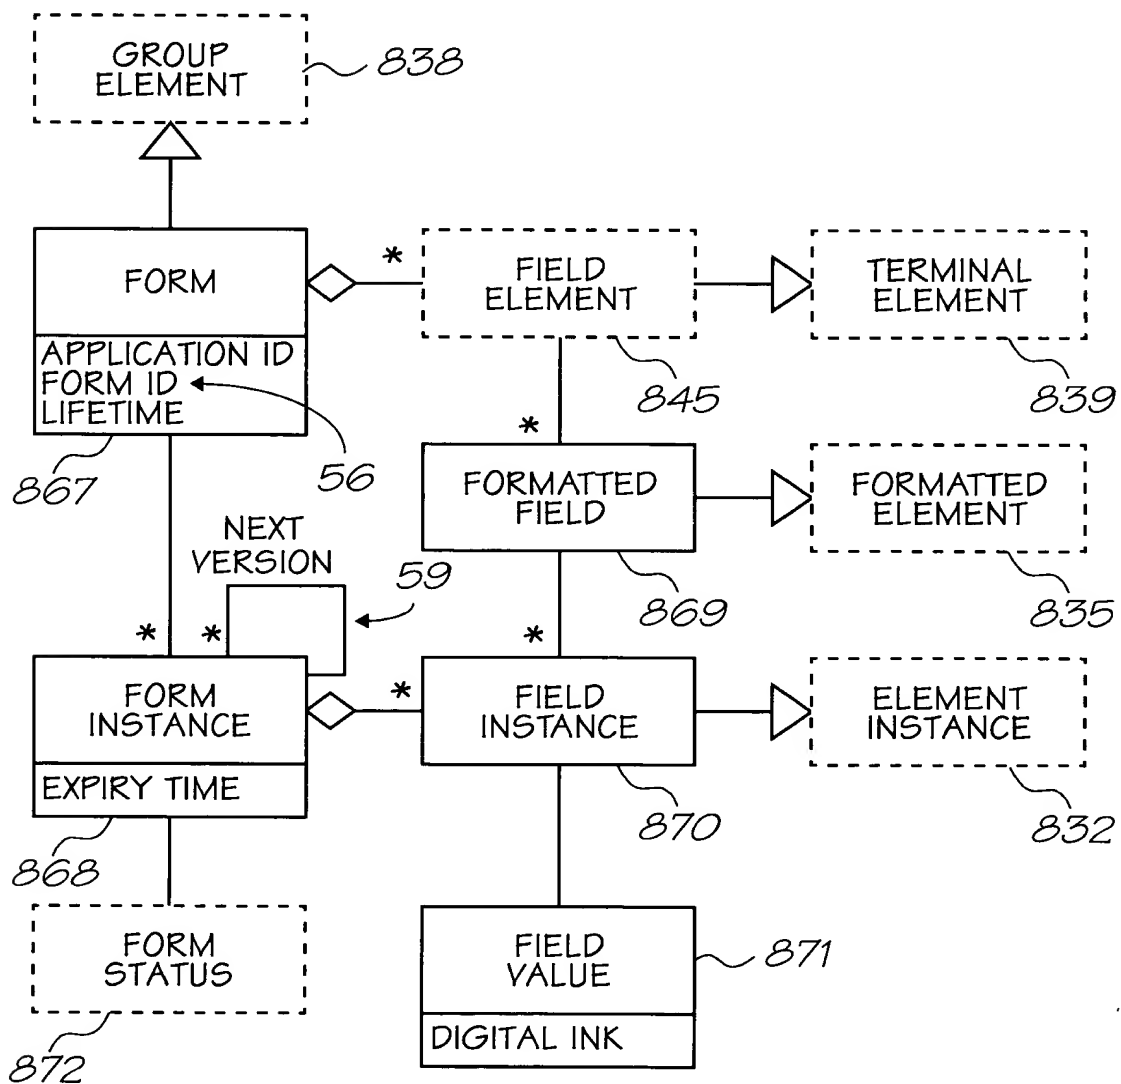 GROUP
ELEMENT
838
FORM
*
FIELD
ELEMENT
TERMINAL
ELEMENT
APPLICATION ID
FORM ID
LIFETIME
845
839
867
56
*
FORMATTED
FIELD
FORMATTED
ELEMENT
NEXT
VERSION
59
869
835
*
*
*
FORM
INSTANCE
*
FIELD
INSTANCE
ELEMENT
INSTANCE
EXPIRY TIME
868
870
832
FORM
STATUS
FIELD
VALUE
871
872
DIGITAL INK